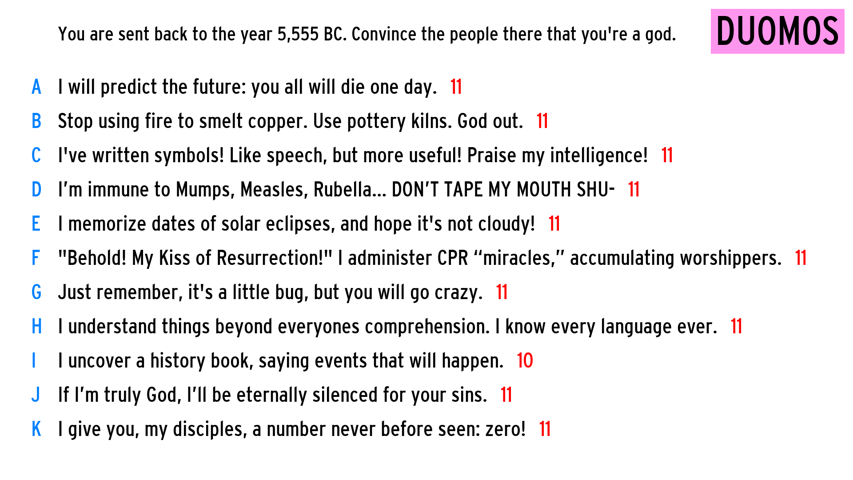 You are sent back to the year 5,555 BC. Convince the people there that you're a god.
DUOMOS
A I will predict the future: you all will die one day. 11
B Stop using fire to smelt copper. Use pottery kilns. God out. 11
C I've written symbols! Like speech, but more useful! Praise my intelligence! 11
D I’m immune to Mumps, Measles, Rubella... DON’T TAPE MY MOUTH SHU- 11
E I memorize dates of solar eclipses, and hope it's not cloudy! 11
F "Behold! My Kiss of Resurrection!" I administer CPR “miracles,” accumulating worshippers. 11
G Just remember, it's a little bug, but you will go crazy. 11
H I understand things beyond everyones comprehension. I know every language ever. 11
I I uncover a history book, saying events that will happen. 10
J If I’m truly God, I’ll be eternally silenced for your sins. 11
K I give you, my disciples, a number never before seen: zero! 11